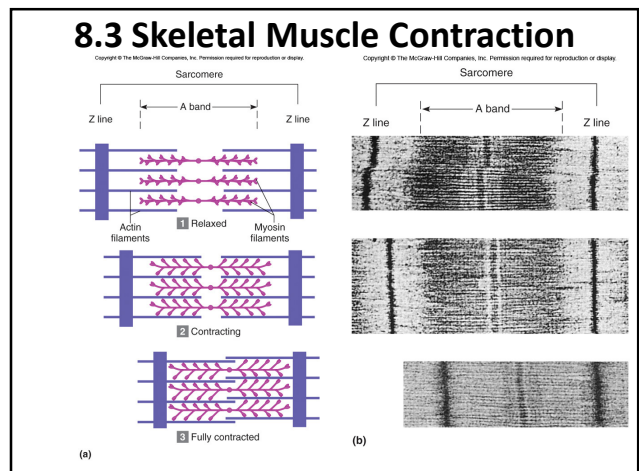 8.3 Skeletal Muscle Contraction
Copyright © The McGraw-Hill Companies, Inc. Permission required for reproduction or display.
Sarcomere
A band
Z line
Z line
Actin
filaments
Myosin
filaments
1 Relaxed
2 Contracting
3 Fully contracted
(a)
Copyright © The McGraw-Hill Companies, Inc. Permission required for reproduction or display.
Sarcomere
A band
Z line
Z line
(b)